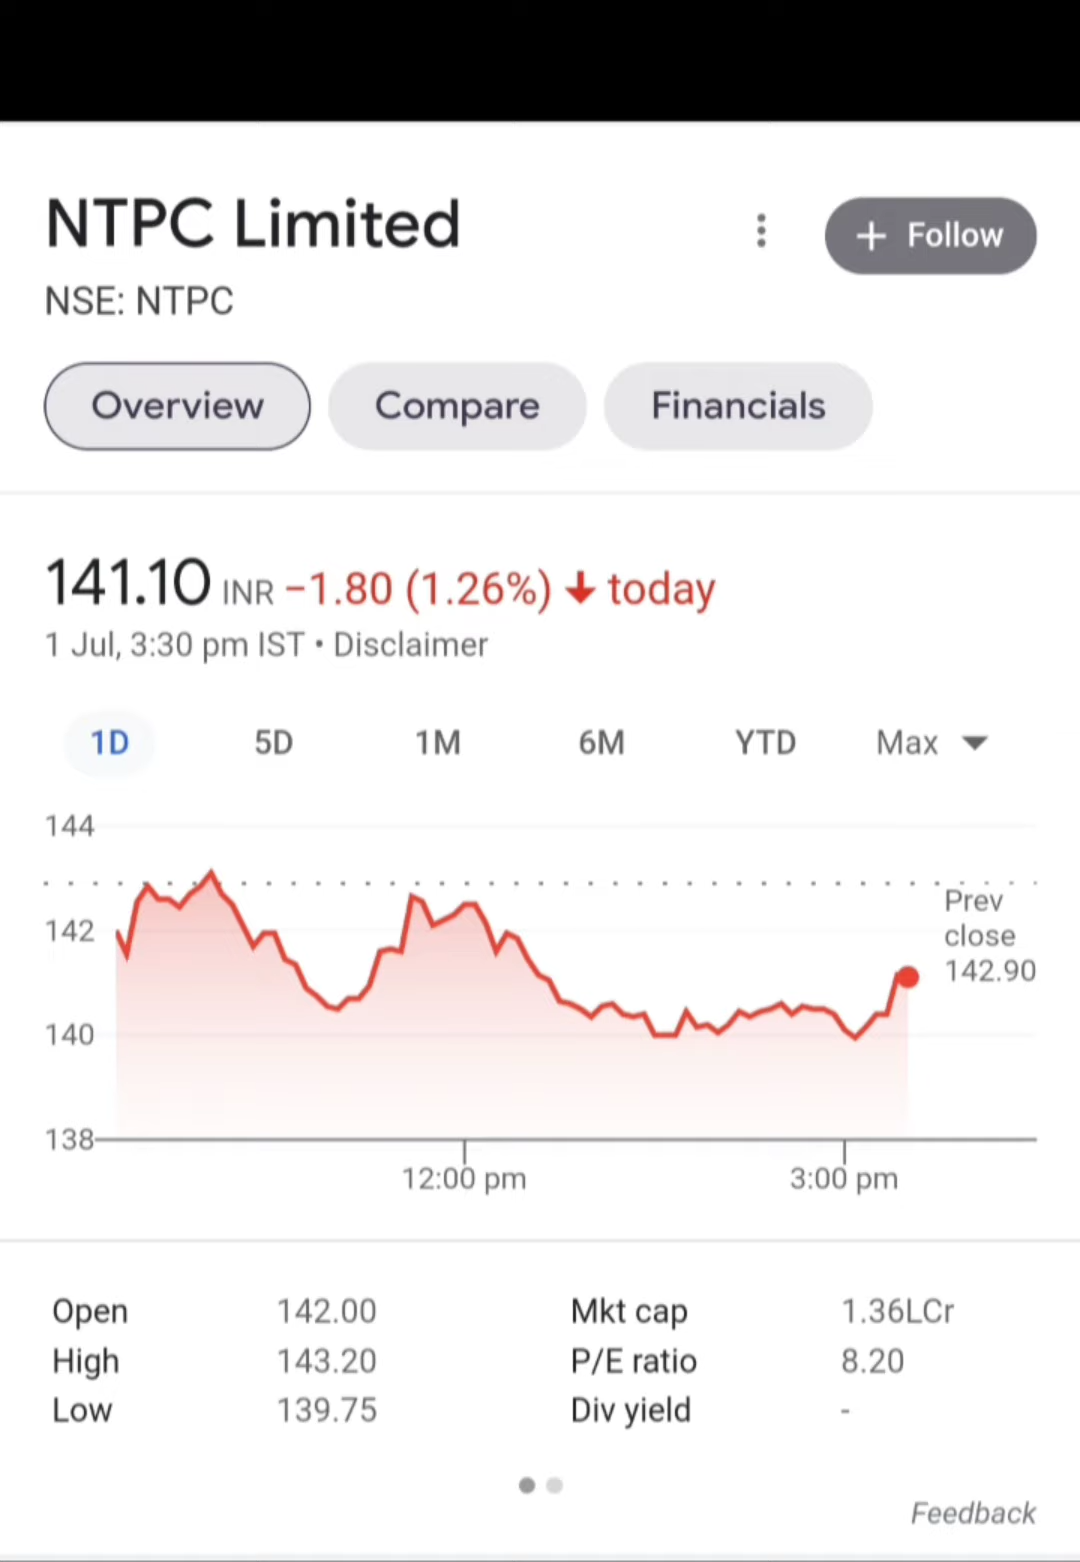 NTPC Limited
+ Follow
NSE: NTPC
Overview
Compare
Financials
141.10 INR −1.80 (1.26%) ↓ today
1 Jul, 3:30 pm IST • Disclaimer
1D 5D 1M 6M YTD Max
144
142
140
138
Prev
close
142.90
12:00 pm
3:00 pm
Open 142.00 Mkt cap 1.36LCr
High 143.20 P/E ratio 8.20
Low 139.75 Div yield -
Feedback